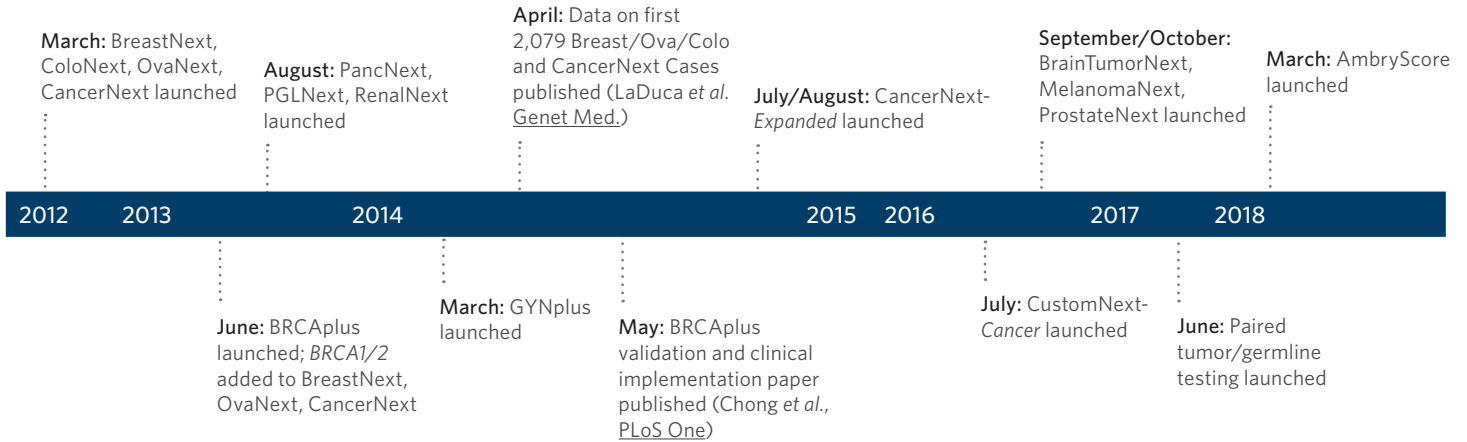 March: BreastNext,
ColoNext, OvaNext,
CancerNext launched
August: PancNext,
PGLNext, RenalNext
launched
April: Data on first
2,079 Breast/Ova/Colo
and CancerNext Cases
published (LaDuca et al.
Genet Med.)
July/August: CancerNext-
Expanded launched
September/October:
BrainTumorNext,
MelanomaNext,
ProstateNext launched
March: AmbryScore
launched
2012 2013 2014 2015 2016 2017 2018
June: BRCAplus
launched; BRCA1/2
added to BreastNext,
OvaNext, CancerNext
March: GYNplus
launched
May: BRCAplus
validation and clinical
implementation paper
published (Chong et al.,
PLoS One)
July: CustomNext-
Cancer launched
June: Paired
tumor/germline
testing launched